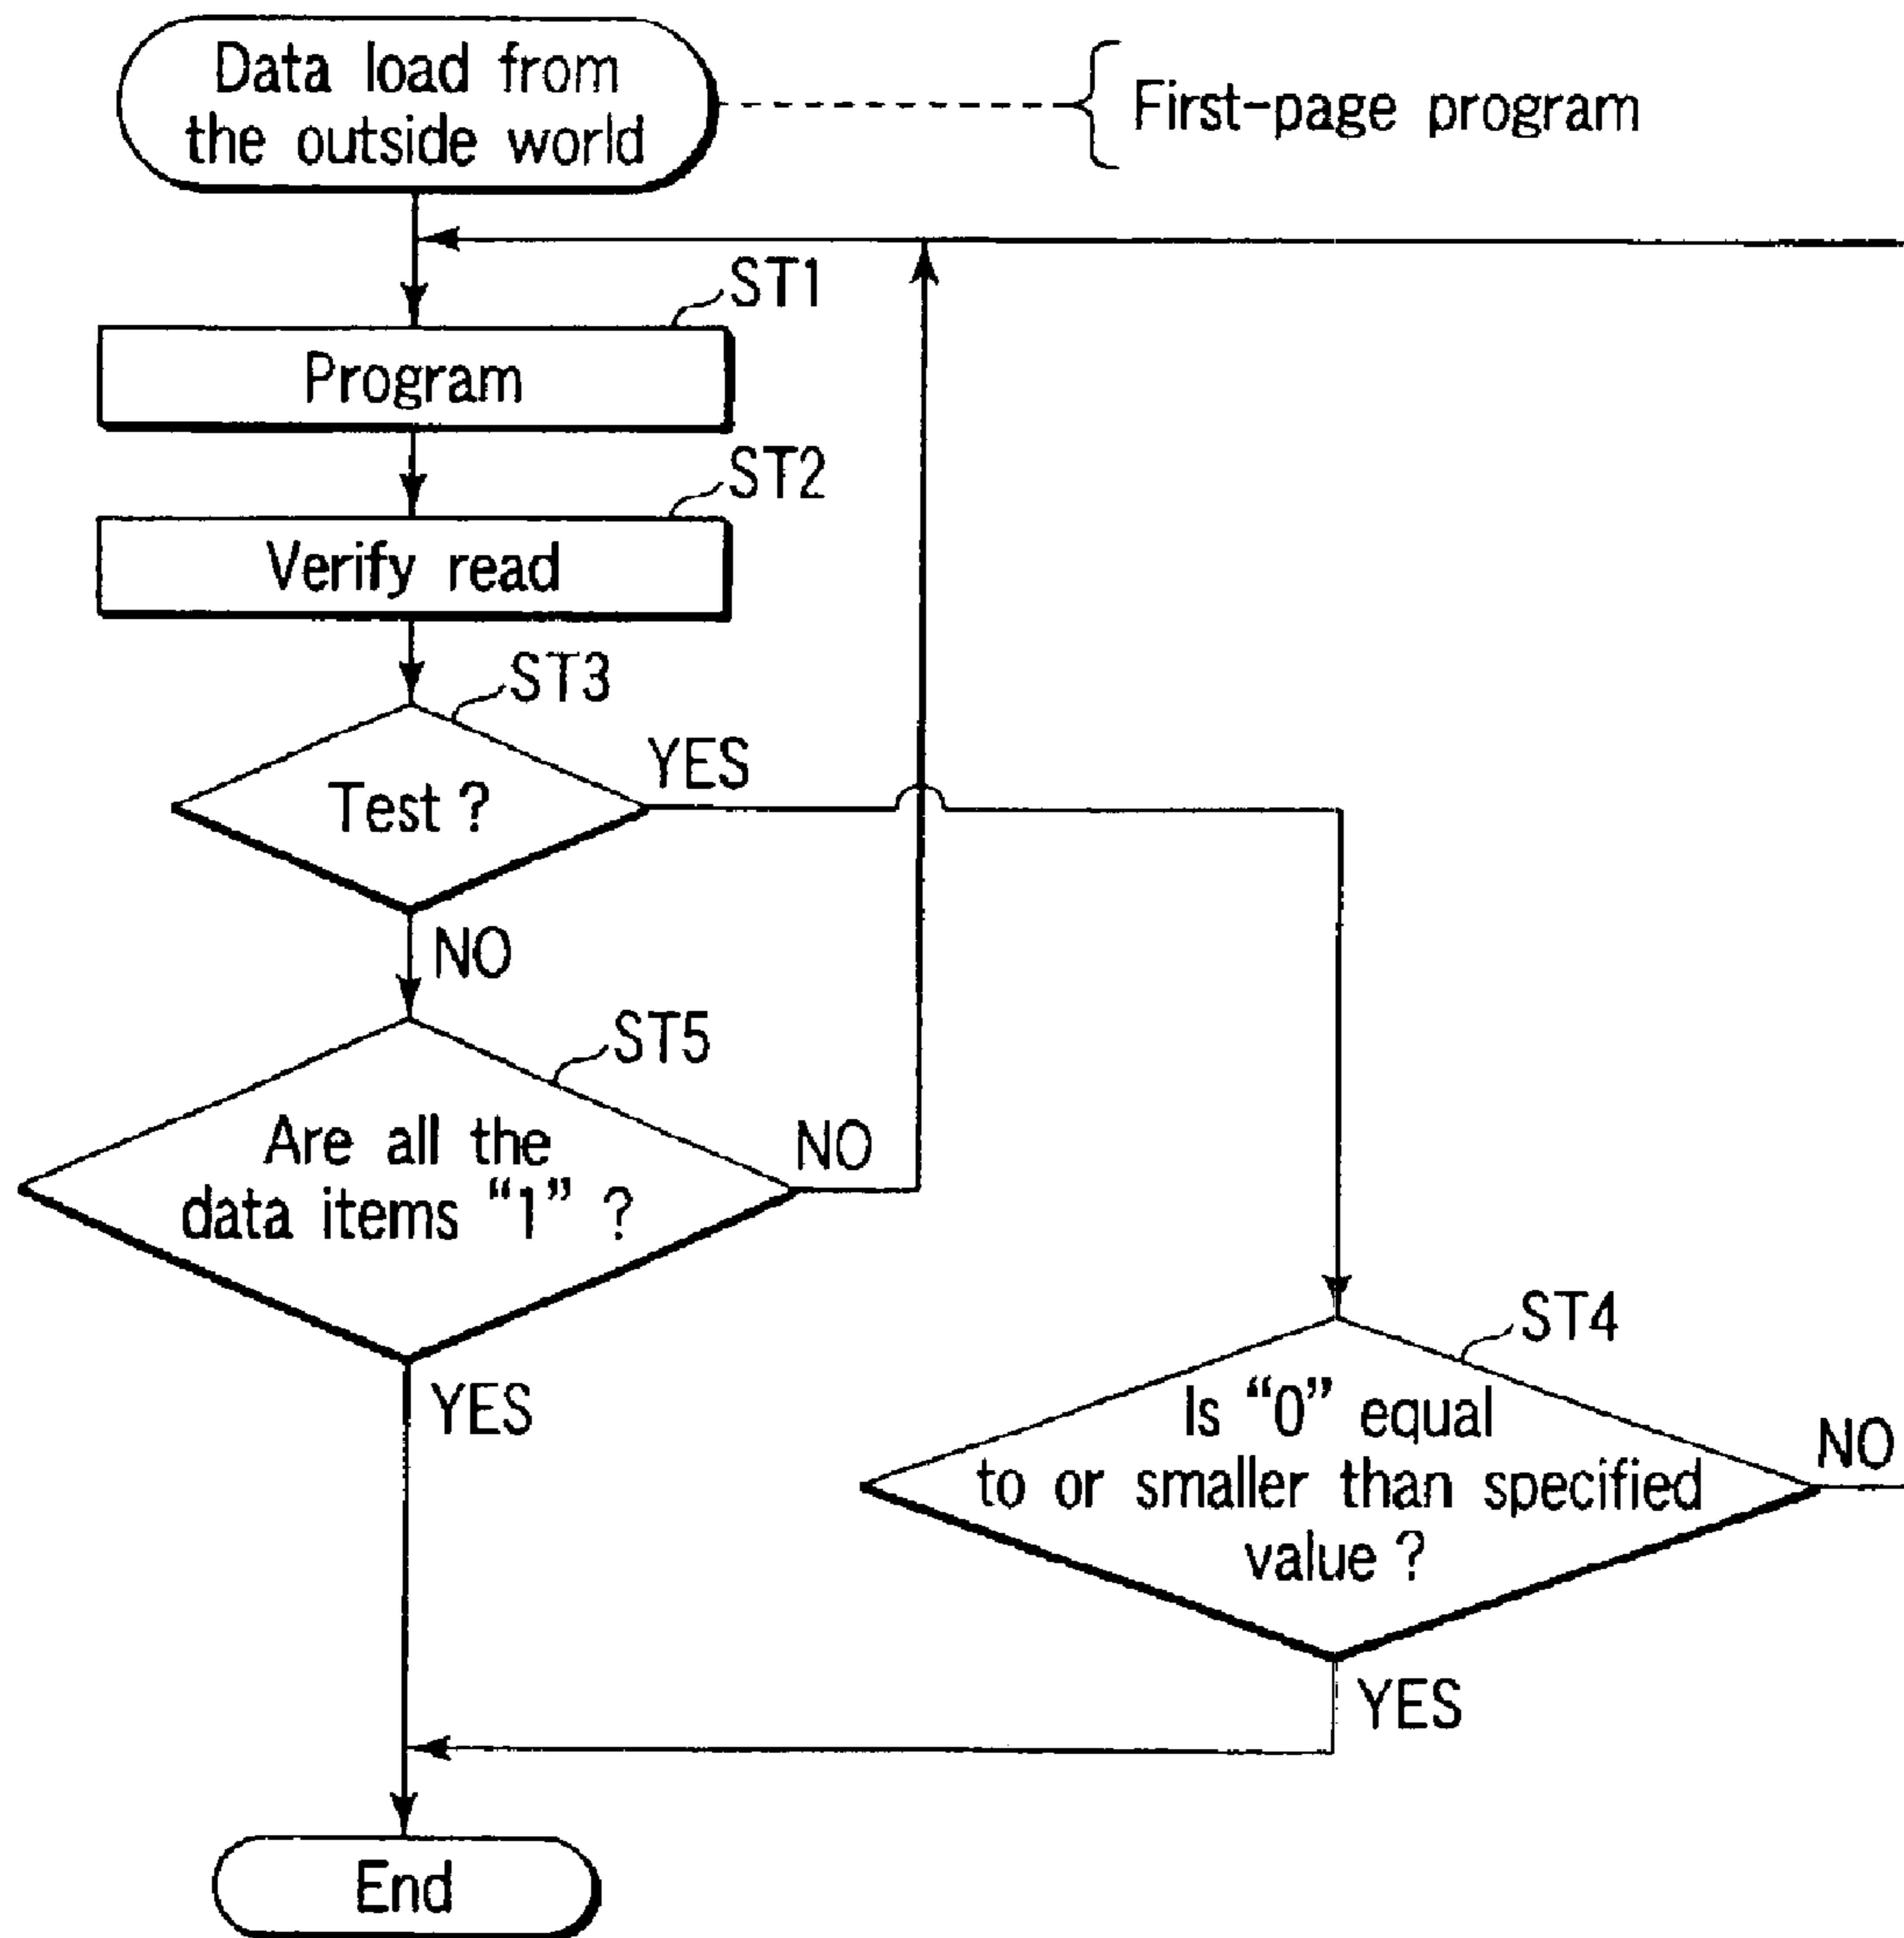 Data load from
the outside world
First-page program
ST1
Program
ST2
Verify read
ST3
Test ?
YES
NO
ST5
Are all the
data items “1” ?
NO
YES
ST4
Is “0” equal
to or smaller than specified
value ?
NO
YES
End